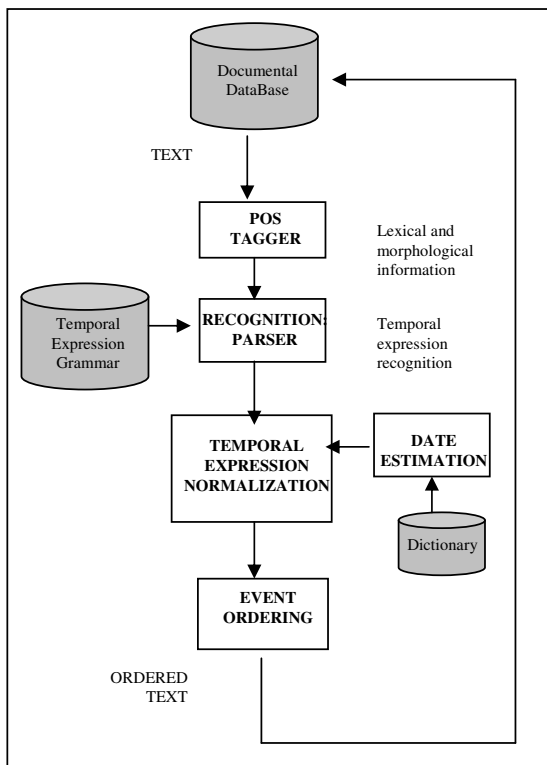 Documental
DataBase
TEXT
POS
TAGGER
Lexical and
morphological
information
Temporal
Expression
Grammar
RECOGNITION:
PARSER
Temporal
expression
recognition
TEMPORAL
EXPRESSION
NORMALIZATION
DATE
ESTIMATION
Dictionary
EVENT
ORDERING
ORDERED
TEXT